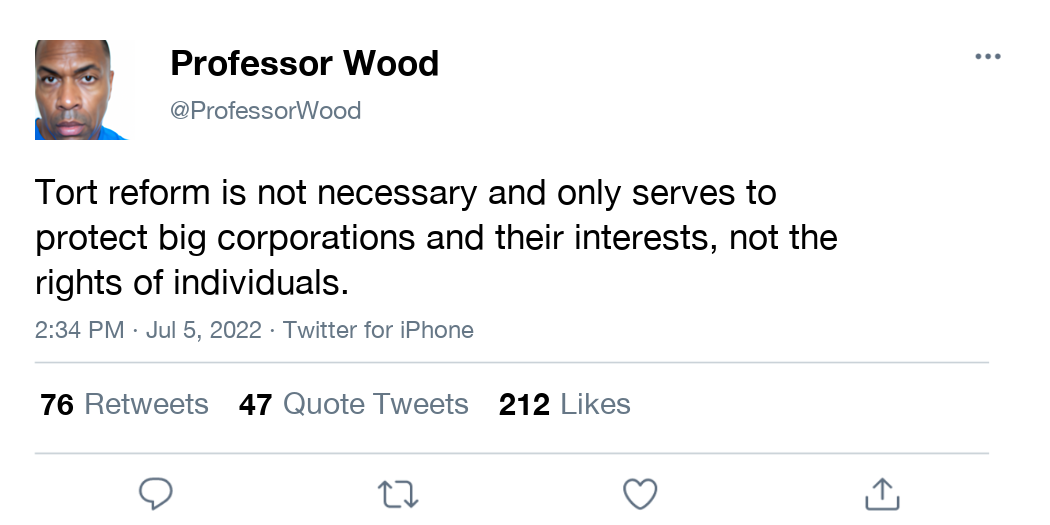 Professor Wood
@ProfessorWood
Tort reform is not necessary and only serves to
protect big corporations and their interests, not the
rights of individuals.
2:34 PM · Jul 5, 2022 · Twitter for iPhone
76 Retweets 47 Quote Tweets 212 Likes